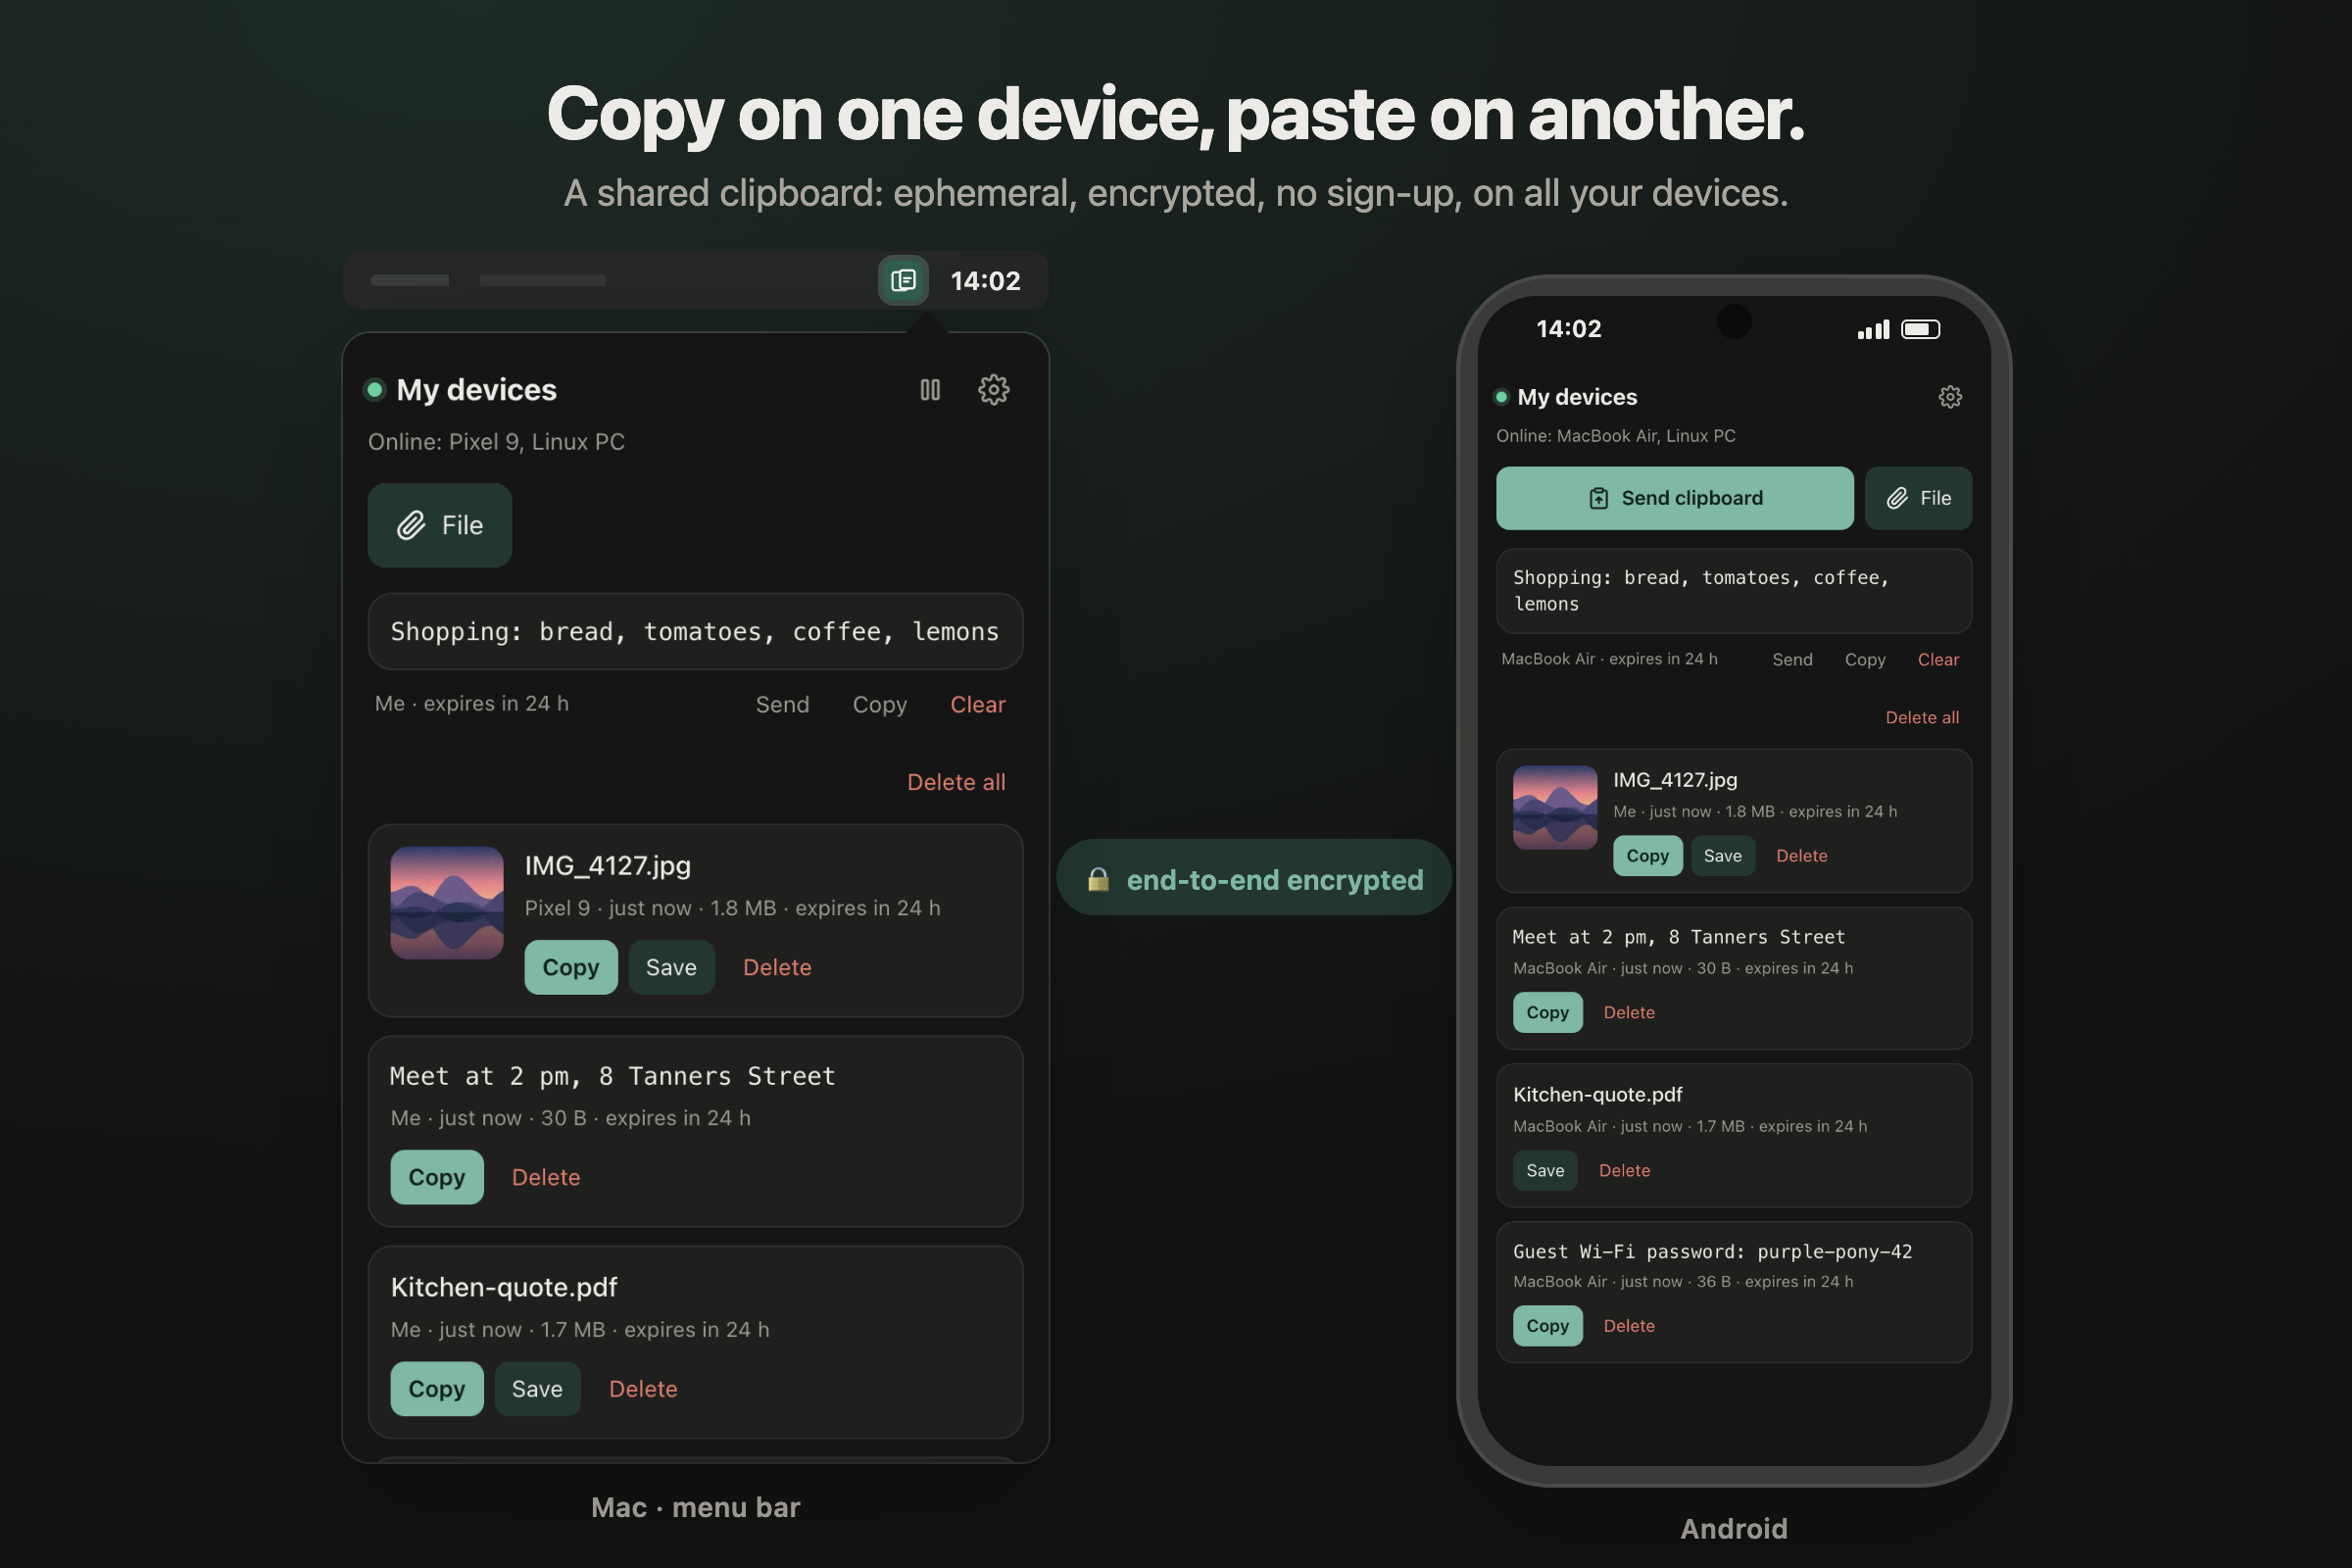 Copy on one device, paste on another.
A shared clipboard: ephemeral, encrypted, no sign-up, on all your devices.
14:02
My devices
Online: Pixel 9, Linux PC
File
Shopping: bread, tomatoes, coffee, lemons
Me · expires in 24 h Send Copy Clear
Delete all
IMG_4127.jpg
Pixel 9 · just now · 1.8 MB · expires in 24 h
Copy Save Delete
Meet at 2 pm, 8 Tanners Street
Me · just now · 30 B · expires in 24 h
Copy Delete
Kitchen-quote.pdf
Me · just now · 1.7 MB · expires in 24 h
Copy Save Delete
Mac · menu bar
end-to-end encrypted
14:02
My devices
Online: MacBook Air, Linux PC
Send clipboard File
Shopping: bread, tomatoes, coffee,
lemons
MacBook Air · expires in 24 h Send Copy Clear
Delete all
IMG_4127.jpg
Me · just now · 1.8 MB · expires in 24 h
Copy Save Delete
Meet at 2 pm, 8 Tanners Street
MacBook Air · just now · 30 B · expires in 24 h
Copy Delete
Kitchen-quote.pdf
MacBook Air · just now · 1.7 MB · expires in 24 h
Save Delete
Guest Wi-Fi password: purple-pony-42
MacBook Air · just now · 36 B · expires in 24 h
Copy Delete
Android